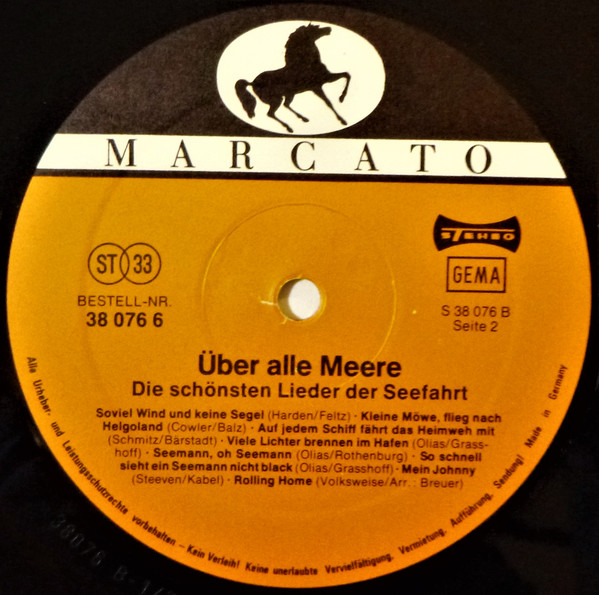 MARCATO
ST 33
BESTELL-NR.
38 076 6
STEREO
GEMA
S 38 076 B
Seite 2
Über alle Meere
Die schönsten Lieder der Seefahrt
Soviel Wind und keine Segel (Harden/Feltz) · Kleine Möwe, flieg nach
Helgoland (Cowler/Balz) · Auf jedem Schiff fährt das Heimweh mit
(Schmitz/Bärstadt) · Viele Lichter brennen im Hafen (Olias/Grass-
hoff) · Seemann, oh Seemann (Olias/Rothenburg) · So schnell
sieht ein Seemann nicht black (Olias/Grasshoff) · Mein Johnny
(Steeven/Kabel) · Rolling Home (Volksweise/Arr.: Breuer)
Alle Urheber- und Leistungsschutzrechte vorbehalten – Kein Verleih! Keine unerlaubte Vervielfältigung, Vermietung, Aufführung, Sendung! Made in Germany